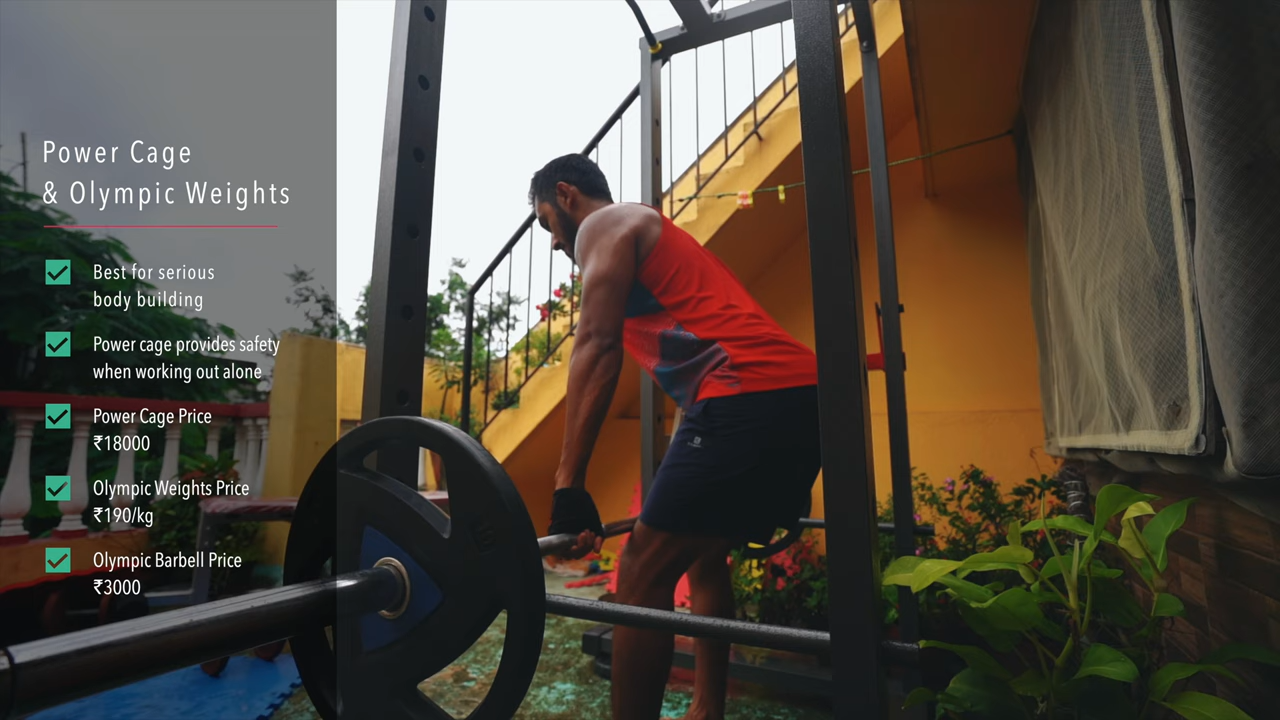 Power Cage
& Olympic Weights
Best for serious
body building
Power cage provides safety
when working out alone
Power Cage Price
₹18000
Olympic Weights Price
₹190/kg
Olympic Barbell Price
₹3000